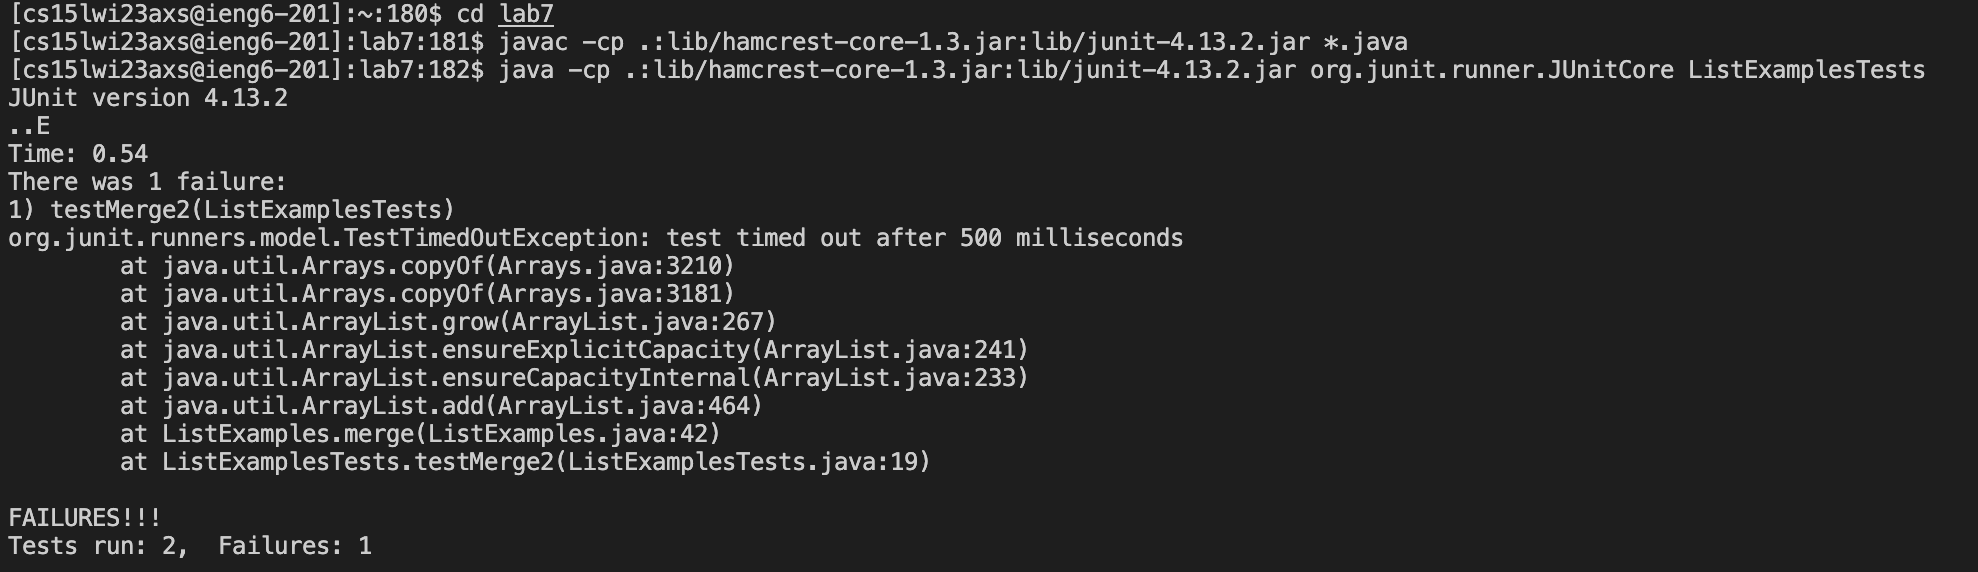 [cs15lwi23axs@ieng6-201]:~:180$ cd lab7
[cs15lwi23axs@ieng6-201]:lab7:181$ javac -cp .:lib/hamcrest-core-1.3.jar:lib/junit-4.13.2.jar *.java
[cs15lwi23axs@ieng6-201]:lab7:182$ java -cp .:lib/hamcrest-core-1.3.jar:lib/junit-4.13.2.jar org.junit.runner.JUnitCore ListExamplesTests
JUnit version 4.13.2
..E
Time: 0.54
There was 1 failure:
1) testMerge2(ListExamplesTests)
org.junit.runners.model.TestTimedOutException: test timed out after 500 milliseconds
        at java.util.Arrays.copyOf(Arrays.java:3210)
        at java.util.Arrays.copyOf(Arrays.java:3181)
        at java.util.ArrayList.grow(ArrayList.java:267)
        at java.util.ArrayList.ensureExplicitCapacity(ArrayList.java:241)
        at java.util.ArrayList.ensureCapacityInternal(ArrayList.java:233)
        at java.util.ArrayList.add(ArrayList.java:464)
        at ListExamples.merge(ListExamples.java:42)
        at ListExamplesTests.testMerge2(ListExamplesTests.java:19)

FAILURES!!!
Tests run: 2,  Failures: 1